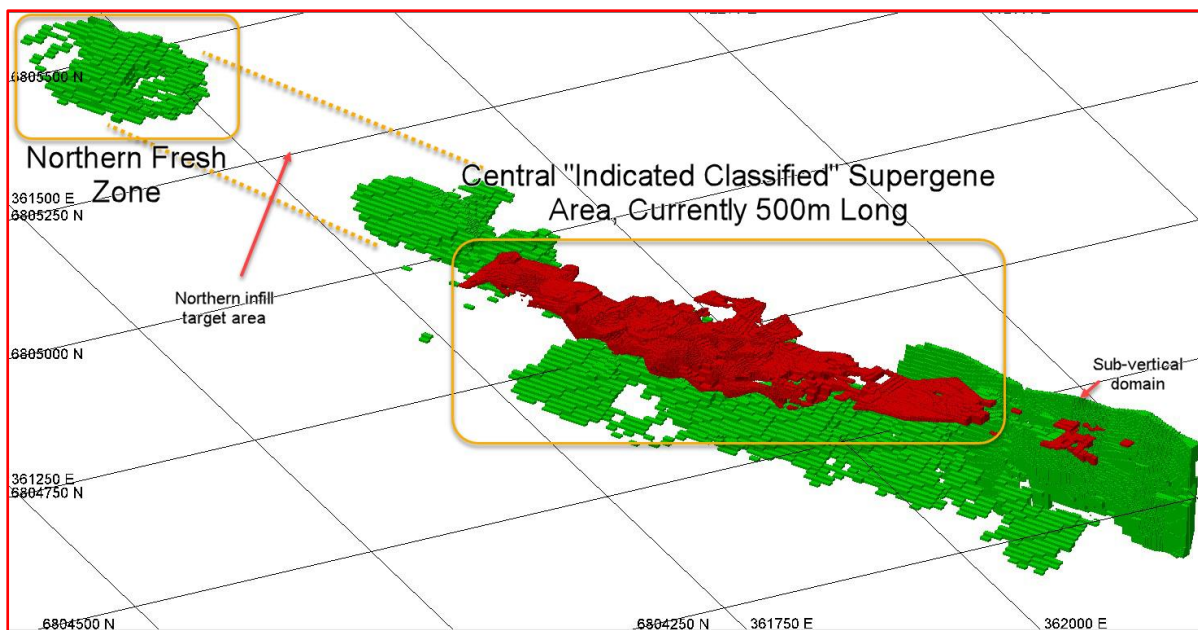 6805500 N
Northern Fresh
Zone
Central "Indicated Classified" Supergene
Area, Currently 500m Long
361500 E
6805250 N
Northern infill
target area
6805000 N
Sub-vertical
domain
361250 E
6804750 N
6804500 N
6804250 N
361750 E
362000 E